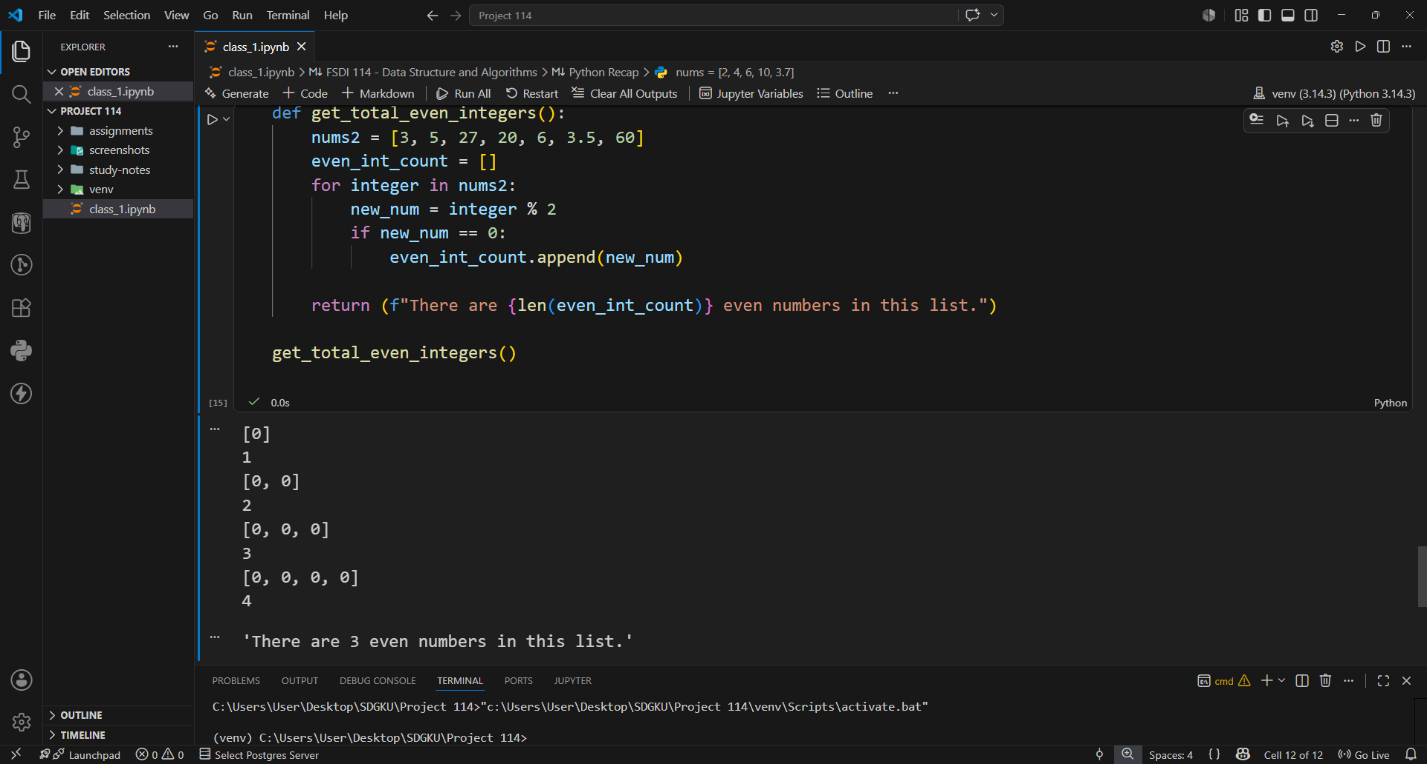 File Edit Selection View Go Run Terminal Help
Project 114
EXPLORER
OPEN EDITORS
class_1.ipynb
PROJECT 114
assignments
screenshots
study-notes
venv
class_1.ipynb
OUTLINE
TIMELINE
class_1.ipynb
class_1.ipynb > M↓ FSDI 114 - Data Structure and Algorithms > M↓ Python Recap > nums = [2, 4, 6, 10, 3.7]
Generate + Code + Markdown Run All Restart Clear All Outputs Jupyter Variables Outline ...
venv (3.14.3) (Python 3.14.3)
def get_total_even_integers():
    nums2 = [3, 5, 27, 20, 6, 3.5, 60]
    even_int_count = []
    for integer in nums2:
        new_num = integer % 2
        if new_num == 0:
            even_int_count.append(new_num)
    return (f"There are {len(even_int_count)} even numbers in this list.")
get_total_even_integers()
[15] 0.0s
Python
[0]
1
[0, 0]
2
[0, 0, 0]
3
[0, 0, 0, 0]
4
'There are 3 even numbers in this list.'
PROBLEMS OUTPUT DEBUG CONSOLE TERMINAL PORTS JUPYTER
cmd
C:\Users\User\Desktop\SDGKU\Project 114>"c:\Users\User\Desktop\SDGKU\Project 114\venv\Scripts\activate.bat"
(venv) C:\Users\User\Desktop\SDGKU\Project 114>
Launchpad 0 0 Select Postgres Server
Spaces: 4 {} Cell 12 of 12 Go Live